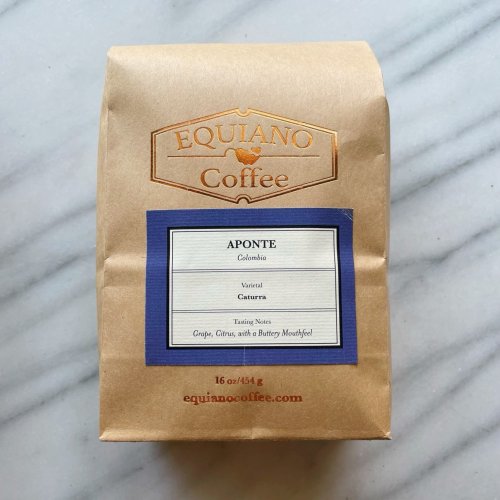 EQUIANO
Coffee
APONTE
Colombia
Varietal
Caturra
Tasting Notes
Grape, Citrus, with a Buttery Mouthfeel
16 oz/454 g
equianocoffee.com